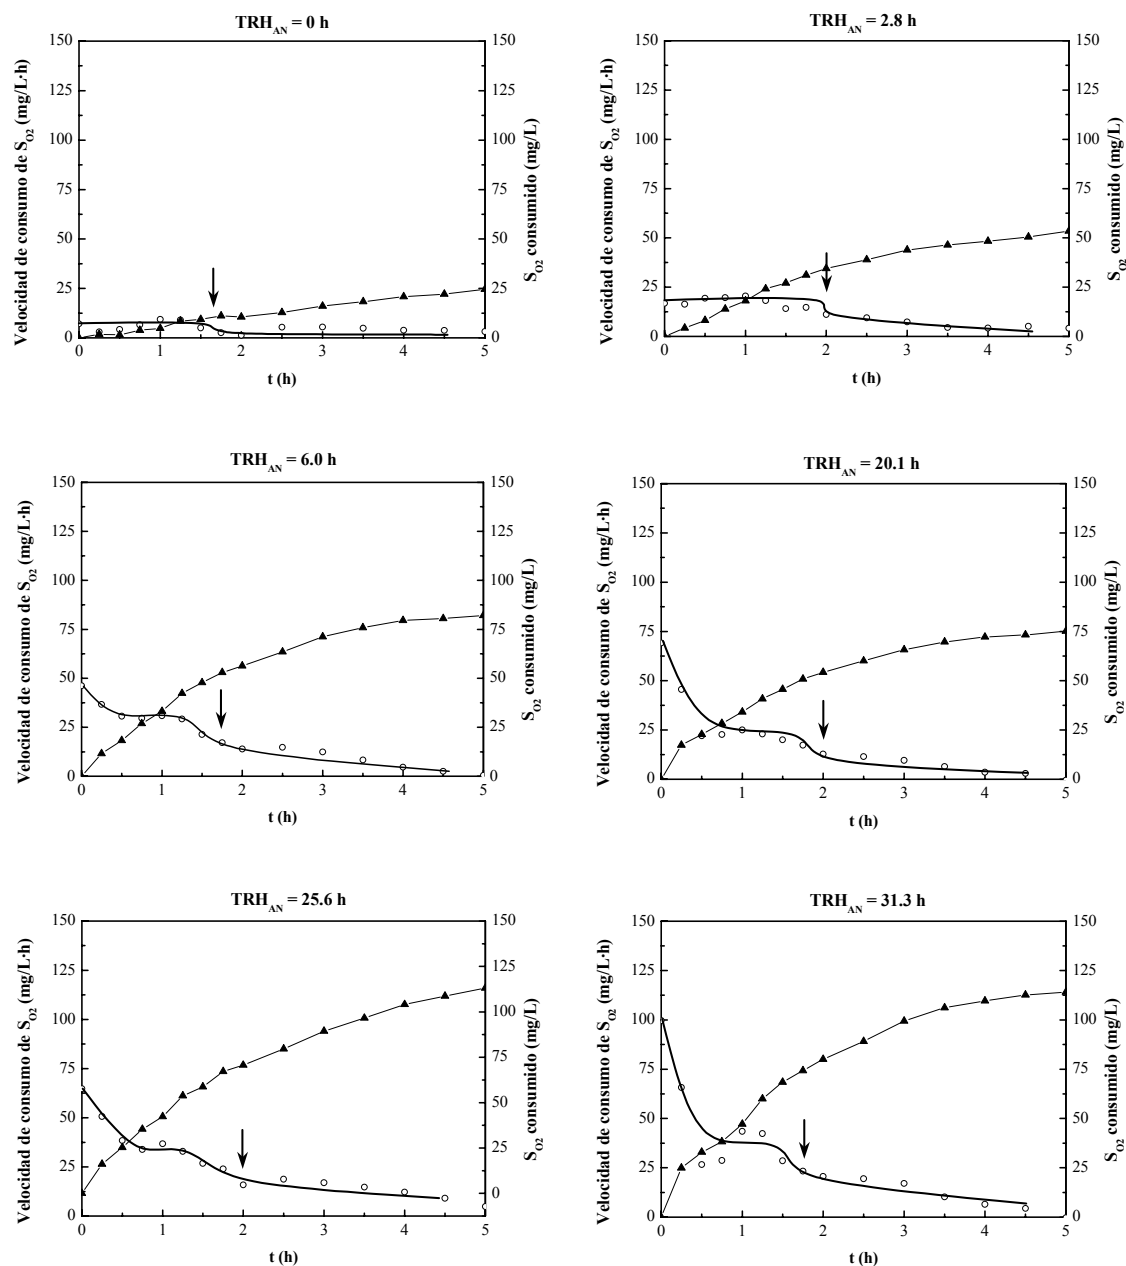 TRH_AN = 0 h
Velocidad de consumo de S_O2 (mg/L·h)
150
125
100
75
50
25
0
0 1 2 3 4 5
t (h)
150
125
100
75
50
25
0
S_O2 consumido (mg/L)
TRH_AN = 2.8 h
Velocidad de consumo de S_O2 (mg/L·h)
150
125
100
75
50
25
0
0 1 2 3 4 5
t (h)
150
125
100
75
50
25
0
S_O2 consumido (mg/L)
TRH_AN = 6.0 h
Velocidad de consumo de S_O2 (mg/L·h)
150
125
100
75
50
25
0
0 1 2 3 4 5
t (h)
150
125
100
75
50
25
0
S_O2 consumido (mg/L)
TRH_AN = 20.1 h
Velocidad de consumo de S_O2 (mg/L·h)
150
125
100
75
50
25
0
0 1 2 3 4 5
t (h)
150
125
100
75
50
25
0
S_O2 consumido (mg/L)
TRH_AN = 25.6 h
Velocidad de consumo de S_O2 (mg/L·h)
150
125
100
75
50
25
0
0 1 2 3 4 5
t (h)
150
125
100
75
50
25
0
S_O2 consumido (mg/L)
TRH_AN = 31.3 h
Velocidad de consumo de S_O2 (mg/L·h)
150
125
100
75
50
25
0
0 1 2 3 4 5
t (h)
150
125
100
75
50
25
0
S_O2 consumido (mg/L)